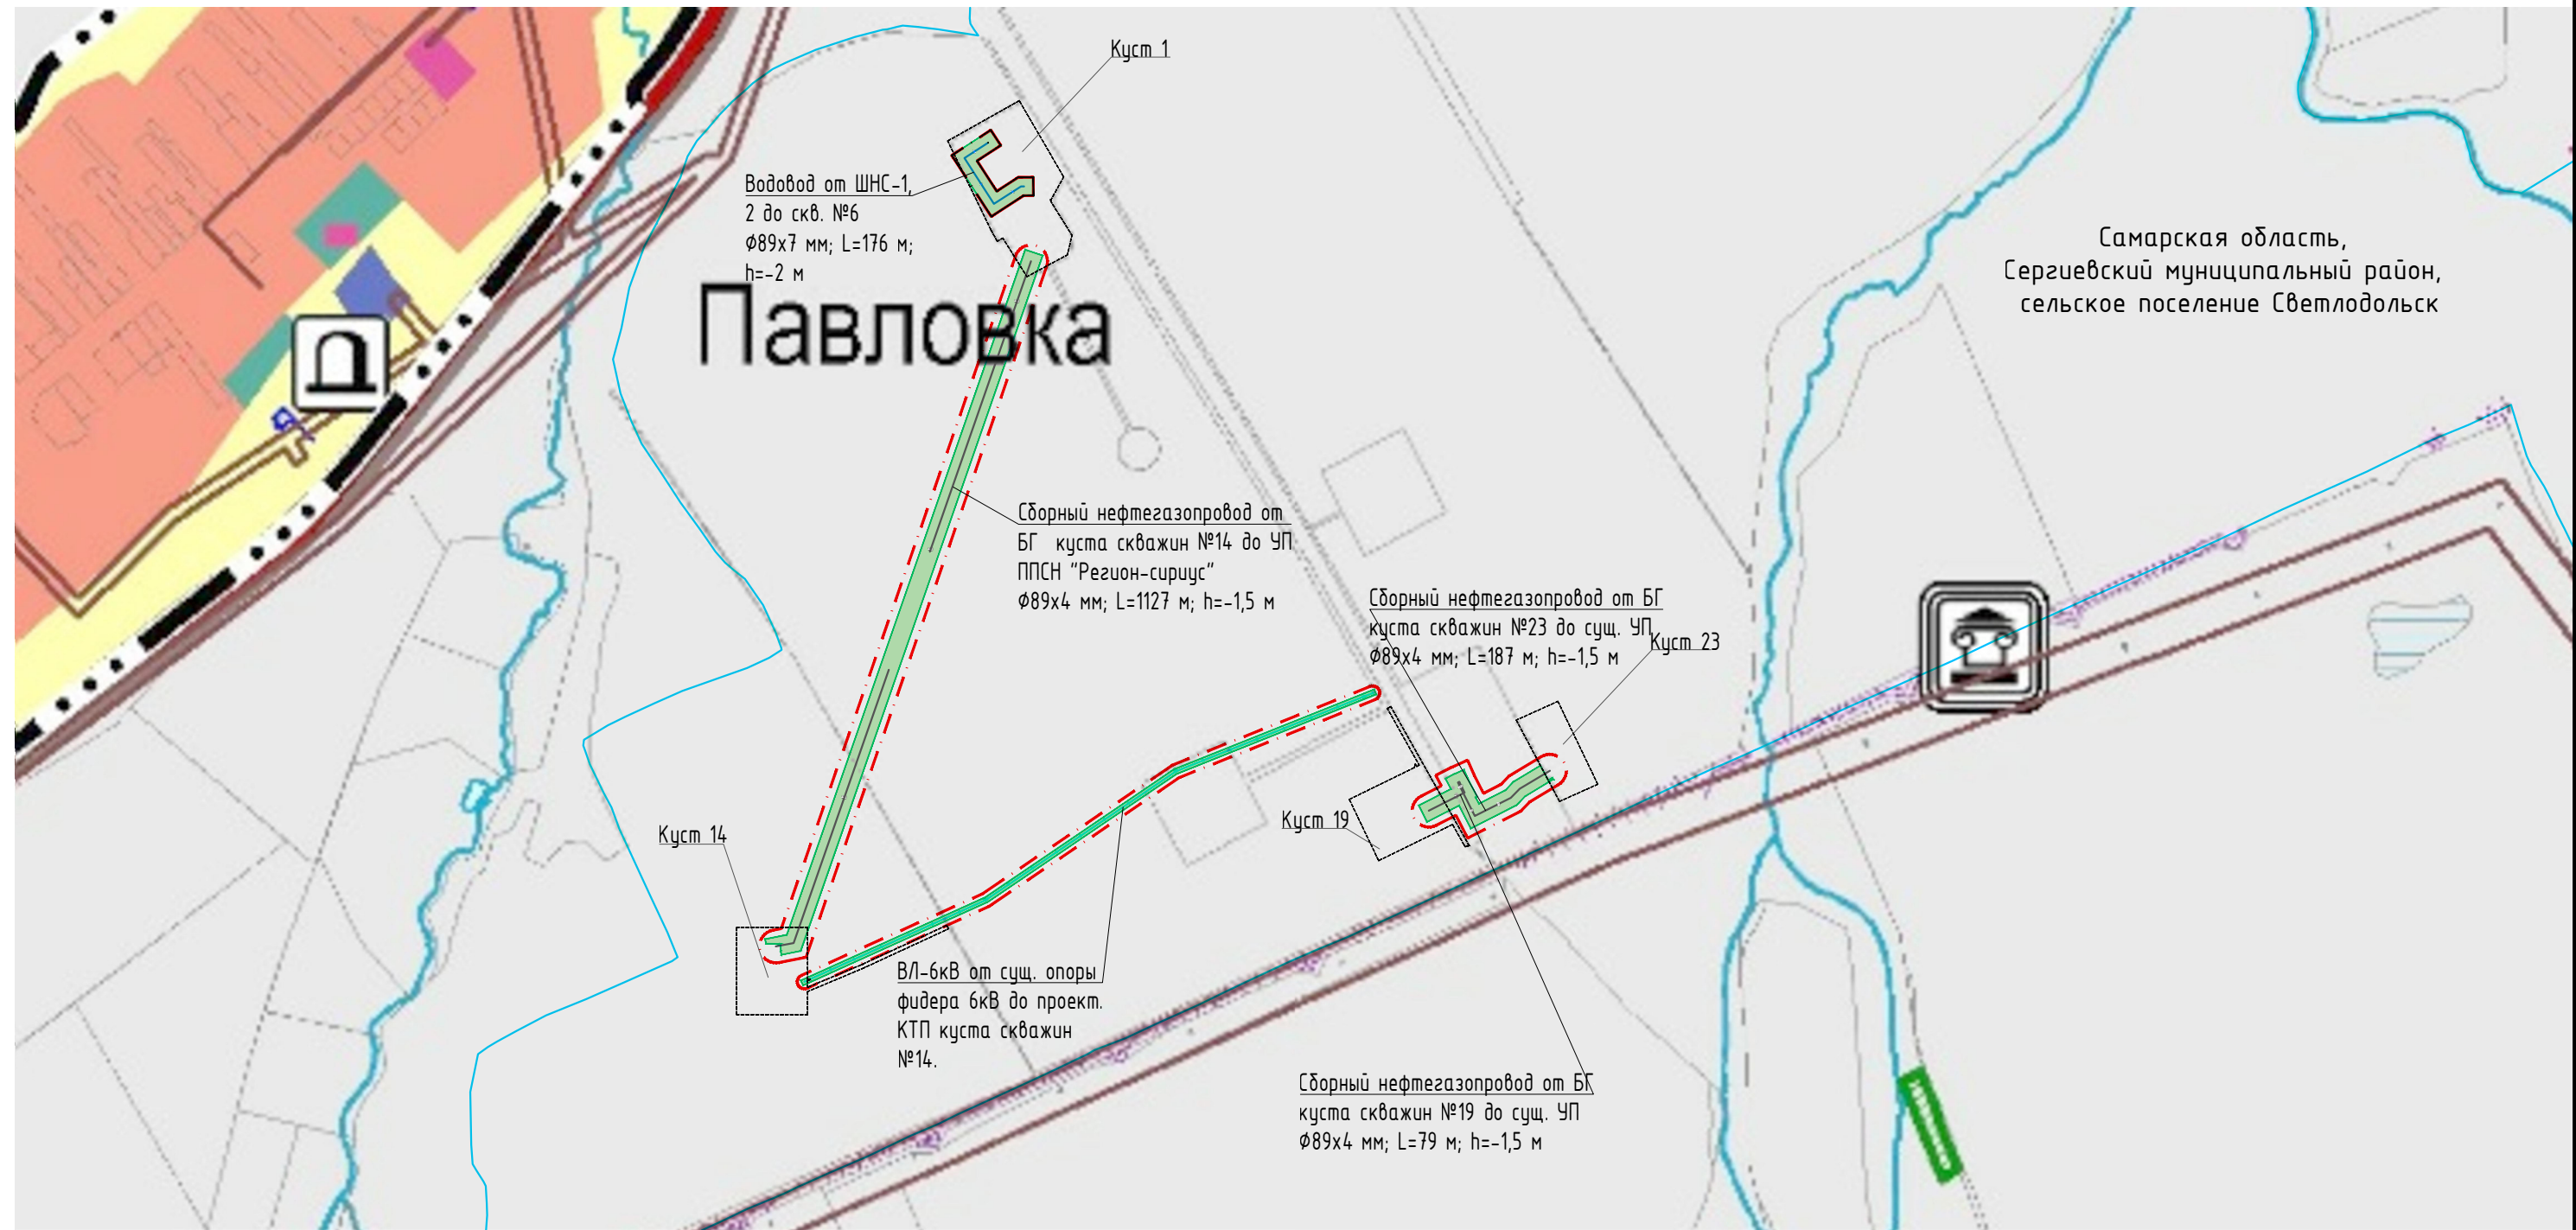 Куст 1
Водовод от ШНС-1,
2 до скв. №6
Ф89х7 мм; L=176 м;
h=-2 м
Павловка
Самарская область,
Сергиевский муниципальный район,
сельское поселение Светлодольск
Сборный нефтегазопровод от
БГ куста скважин №14 до УП
ППСН "Регион-сириус"
Ф89х4 мм; L=1127 м; h=-1,5 м
Сборный нефтегазопровод от БГ
куста скважин №23 до сущ. УП
Ф89х4 мм; L=187 м; h=-1,5 м
Куст 23
Куст 19
Куст 14
ВЛ-6кВ от сущ. опоры
фидера 6кВ до проект.
КТП куста скважин
№14.
Сборный нефтегазопровод от БГ
куста скважин №19 до сущ. УП
Ф89х4 мм; L=79 м; h=-1,5 м